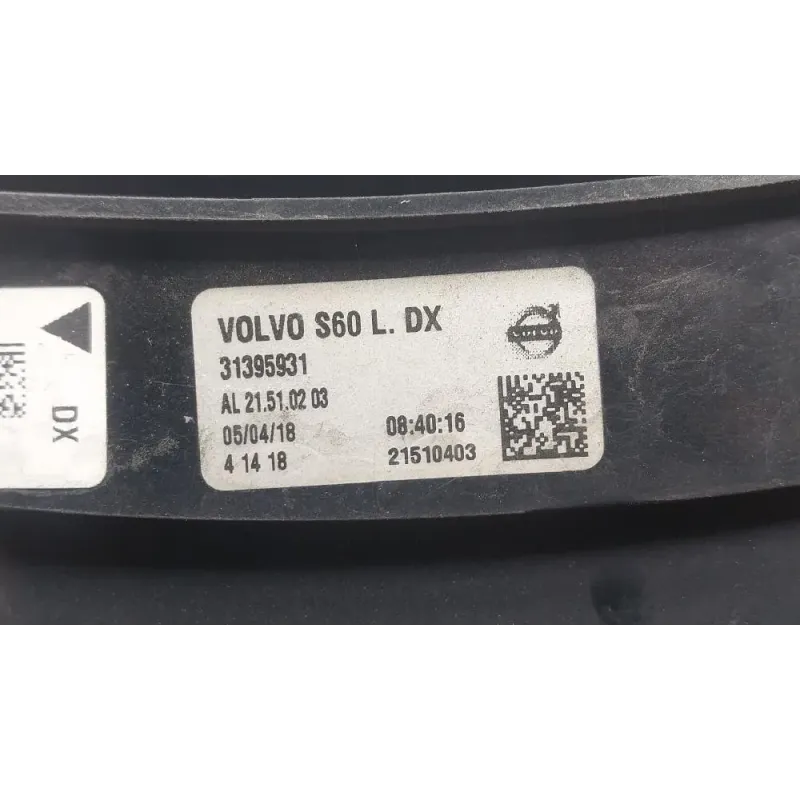 VOLVO S60 L. DX
31395931
AL 21.51.02 03
05/04/18 08:40:16
4 14 18 21510403
DX